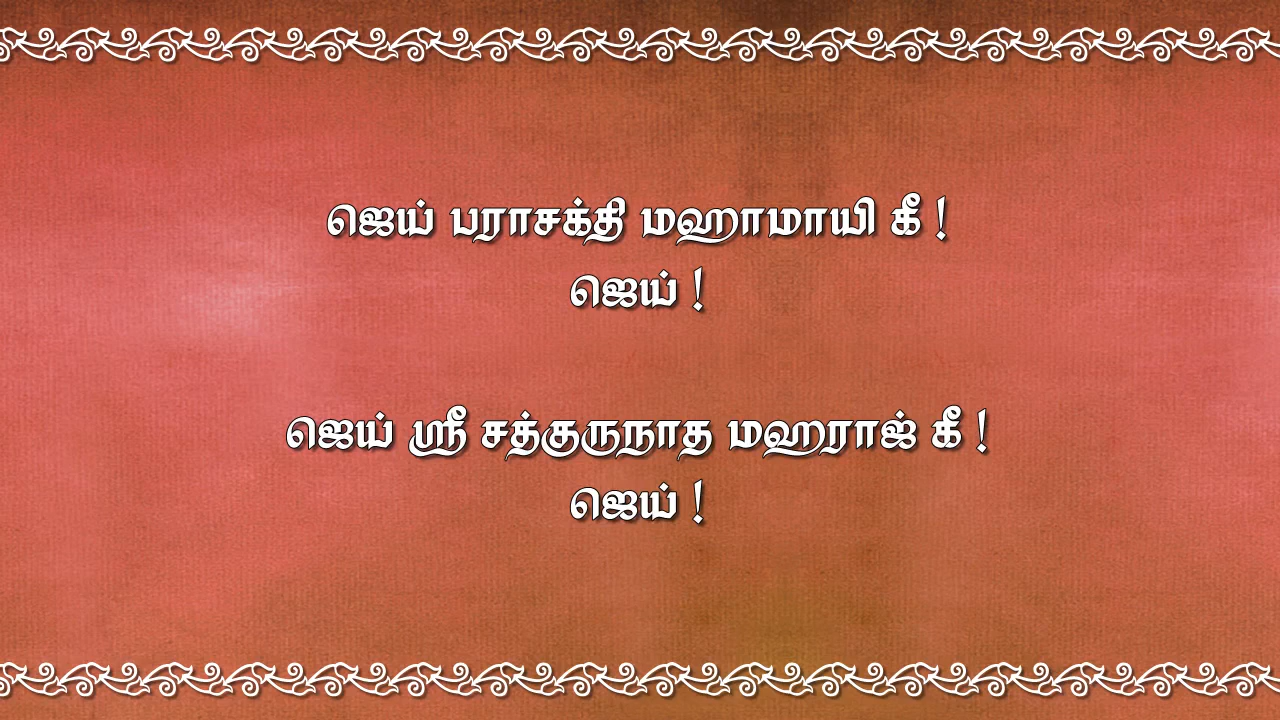 ஜெய் பராசக்தி மஹாமாயி கீ !
ஜெய் !
ஜெய் ஸ்ரீ சத்குருநாத மஹராஜ் கீ !
ஜெய் !